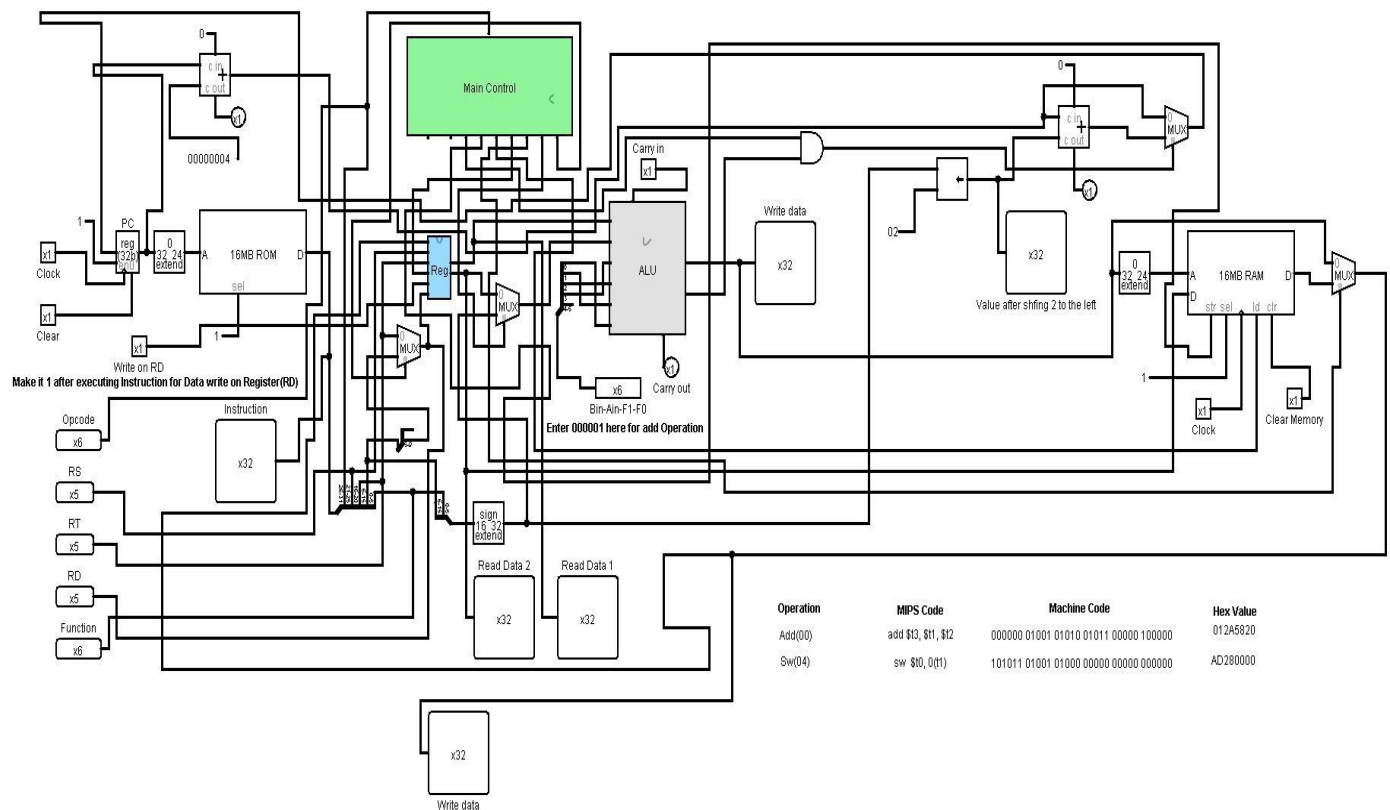 0
c in
+
c out
x1
00000004
Main Control
Carry in
x1
0
c in
+
c out
x1
0
MUX
02
Write data
x32
x32
Value after shfing 2 to the left
1
PC
reg
(32b)
x1
Clock
x1
Clear
0
32 24
extend
A
16MB ROM
D
sel
1
x1
Write on RD
Make it 1 after executing Instruction for Data write on Register(RD)
Reg
0
MUX
0
MUX
ALU
x1
Carry out
x6
Bin-Ain-F1-F0
Enter 000001 here for add Operation
0
32 24
extend
A
D
16MB RAM
D
str sel
ld clr
0
MUX
1
x1
Clock
x1
Clear Memory
Opcode
x6
Instruction
x32
RS
x5
RT
x5
RD
x5
Function
x6
sign
16 32
extend
Read Data 2
x32
Read Data 1
x32
Operation MIPS Code Machine Code Hex Value
Add(00) add $t3, $t1, $t2 000000 01001 01010 01011 00000 100000 012A5820
Sw(04) sw $t0, 0(t1) 101011 01001 01000 00000 00000 000000 AD280000
x32
Write data